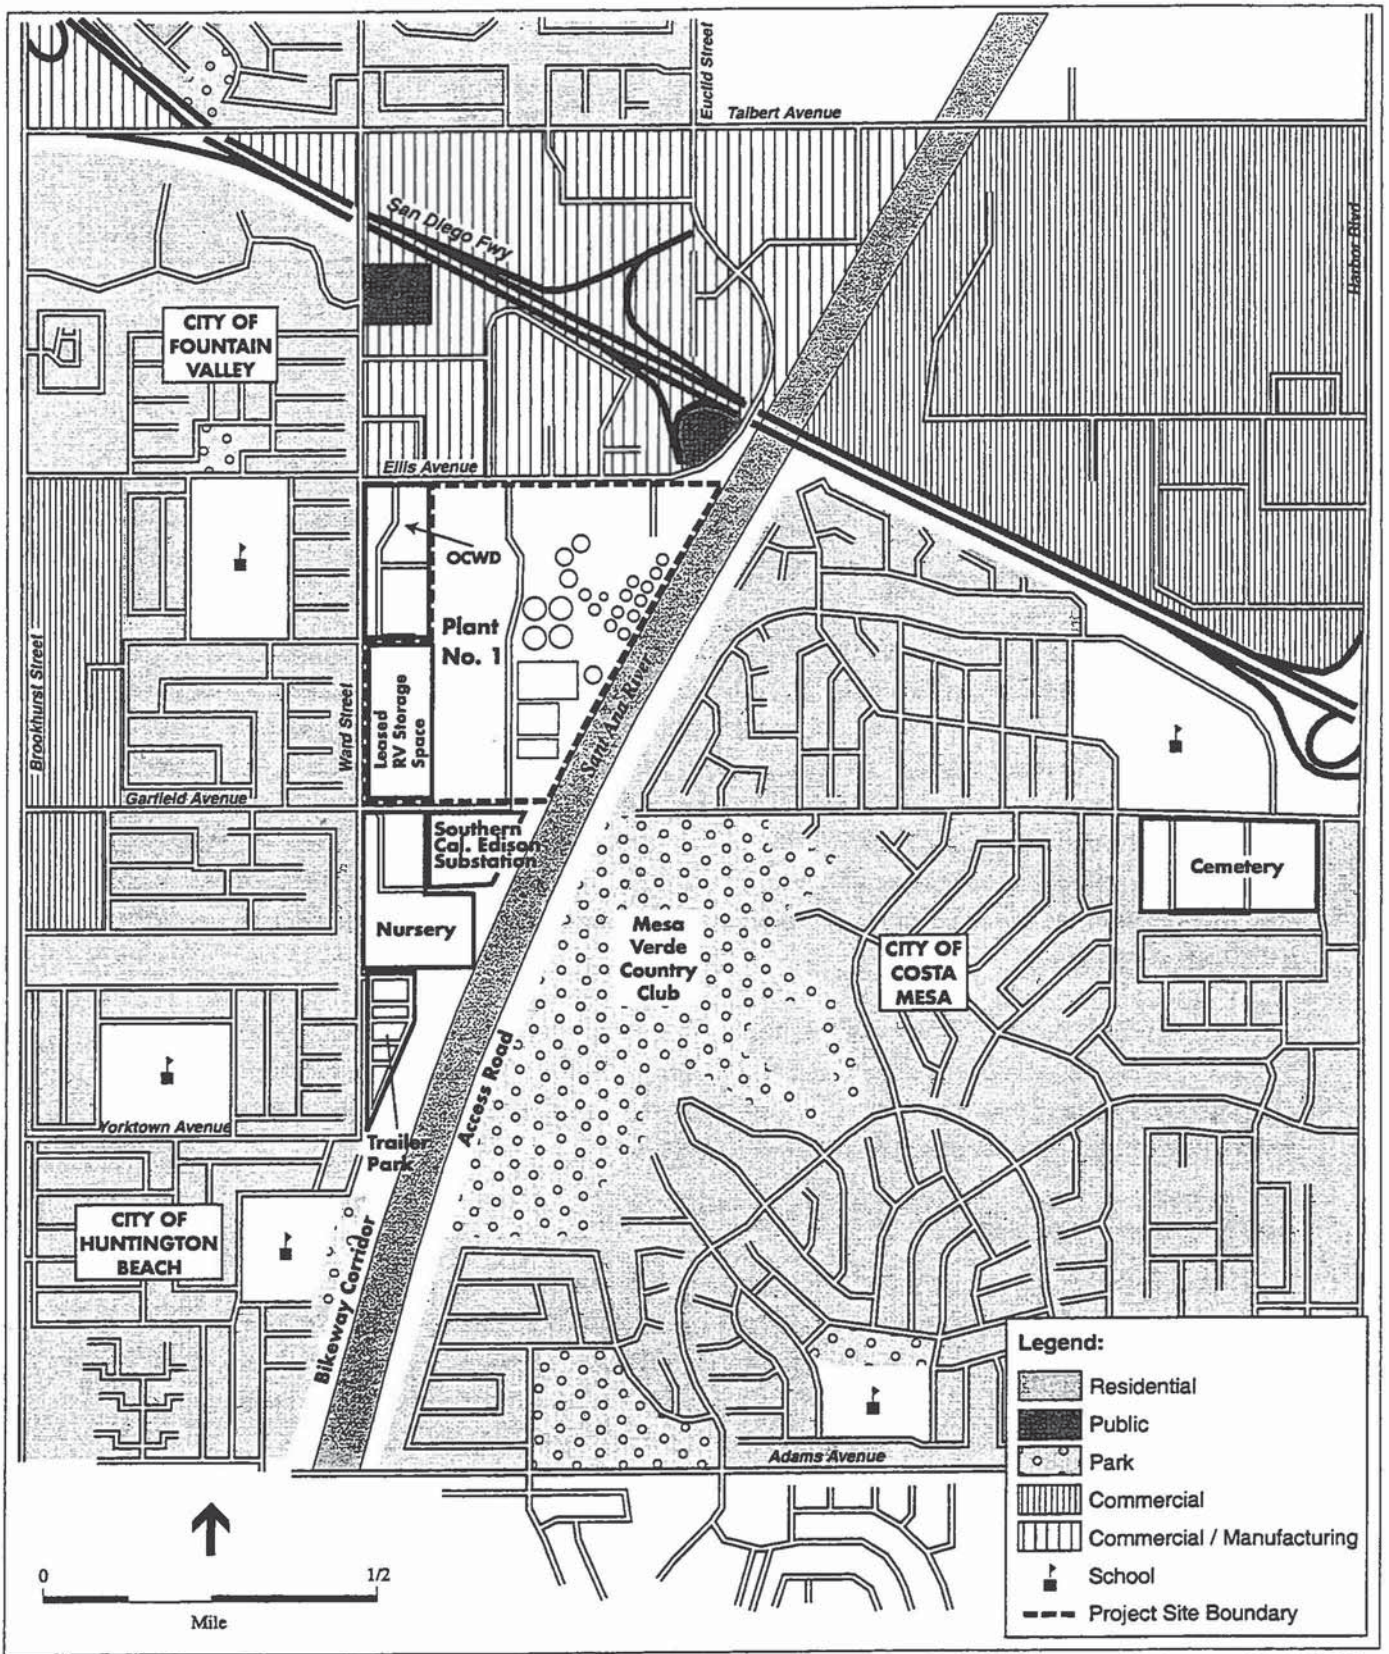 Euclid Street
Talbert Avenue
San Diego Fwy
Harbor Blvd
CITY OF
FOUNTAIN
VALLEY
Ellis Avenue
OCWD
Plant
No. 1
Brookhurst Street
Ward Street
Leased
RV Storage
Space
Santa Ana River
Garfield Avenue
Southern
Cal. Edison
Substation
Nursery
Mesa
Verde
Country
Club
Cemetery
CITY OF
COSTA
MESA
Access Road
Yorktown Avenue
Trailer
Park
CITY OF
HUNTINGTON
BEACH
Bikeway Corridor
Adams Avenue
Legend:
Residential
Public
Park
Commercial
Commercial / Manufacturing
School
Project Site Boundary
0
1/2
Mile